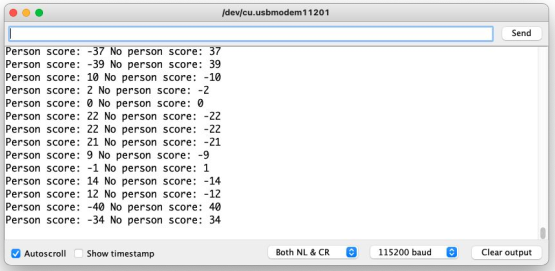 /dev/cu.usbmodem11201
Send
Person score: -37 No person score: 37
Person score: -39 No person score: 39
Person score: 10 No person score: -10
Person score: 2 No person score: -2
Person score: 0 No person score: 0
Person score: 22 No person score: -22
Person score: 22 No person score: -22
Person score: 21 No person score: -21
Person score: 9 No person score: -9
Person score: -1 No person score: 1
Person score: 14 No person score: -14
Person score: 12 No person score: -12
Person score: -40 No person score: 40
Person score: -34 No person score: 34
Autoscroll Show timestamp Both NL & CR 115200 baud Clear output